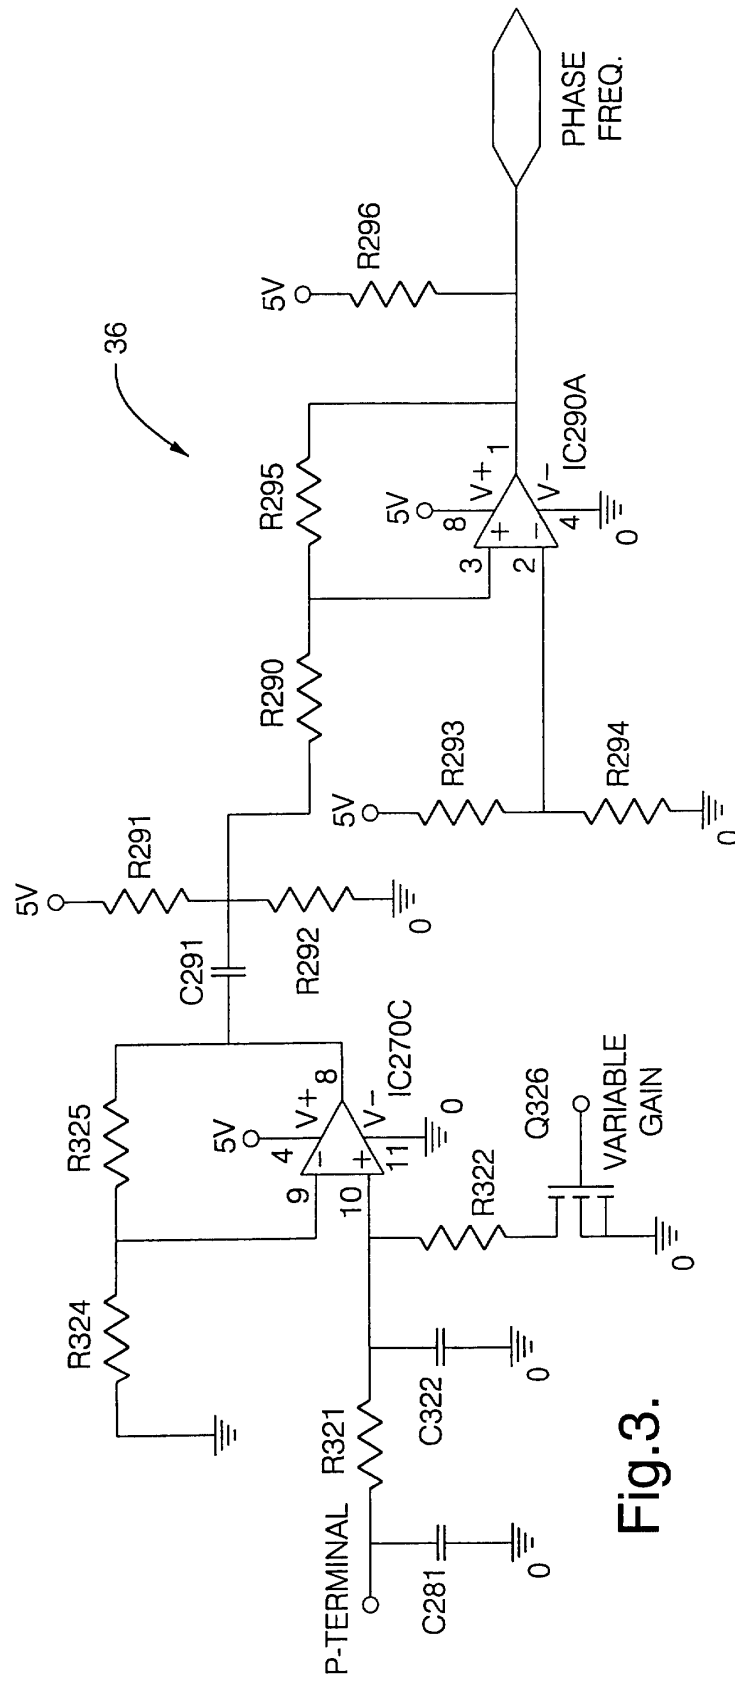 36
5V
R296
PHASE
FREQ.
R295
5V
8
V+
1
3
+
2
−
V−
4
0
IC290A
R290
5V
R293
R294
0
5V
R291
C291
R292
0
R325
5V
4
V+
8
9
−
10
+
V−
11
0
IC270C
R324
R322
Q326
VARIABLE
GAIN
0
P-TERMINAL
R321
C281
0
C322
0
Fig.3.